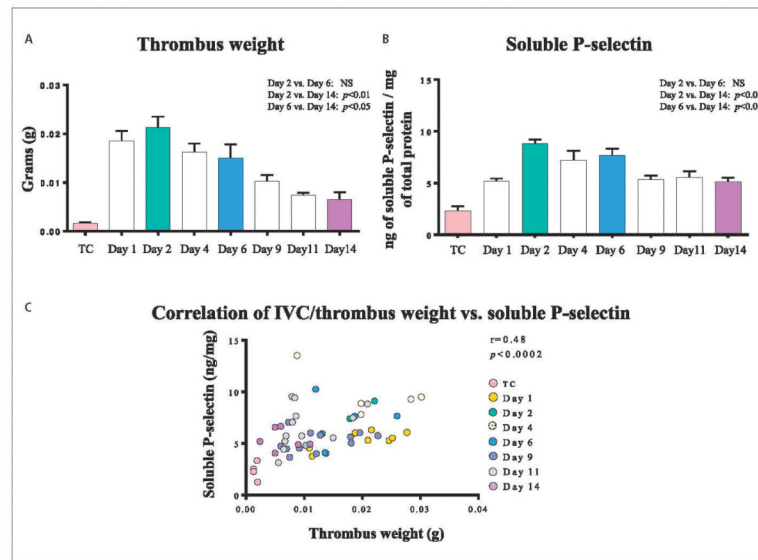 A
Thrombus weight
Day 2 vs. Day 6: NS
Day 2 vs. Day 14: p<0.01
Day 6 vs. Day 14: p<0.05
Grams (g)
0.03
0.02
0.01
0.00
TC Day 1 Day 2 Day 4 Day 6 Day 9 Day11 Day14
B
Soluble P-selectin
Day 2 vs. Day 6: NS
Day 2 vs. Day 14: p<0.0
Day 6 vs. Day 14: p<0.0
ng of soluble P-selectin / mg
of total protein
15
10
5
0
TC Day 1 Day 2 Day 4 Day 6 Day 9 Day11 Day14
C
Correlation of IVC/thrombus weight vs. soluble P-selectin
r=0.48
p<0.0002
Soluble P-selectin (ng/mg)
15
10
5
0
0.00 0.01 0.02 0.03 0.04
Thrombus weight (g)
TC
Day 1
Day 2
Day 4
Day 6
Day 9
Day 11
Day 14